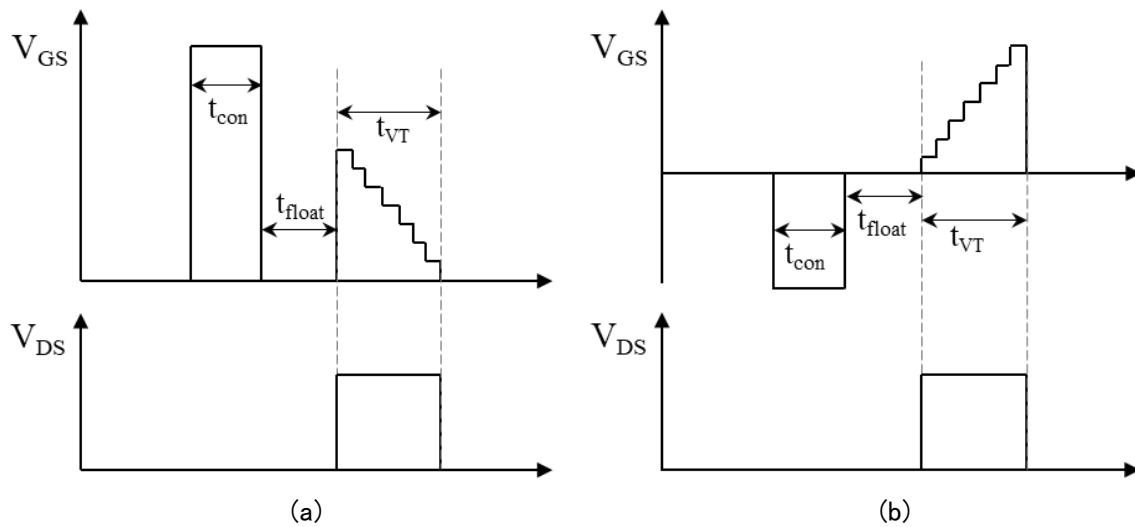 V_GS
t_con
t_float
t_VT
V_DS
(a)
V_GS
t_con
t_float
t_VT
V_DS
(b)